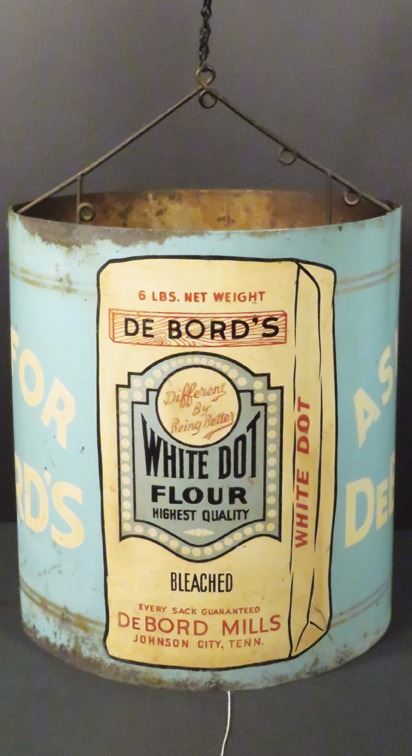 6 LBS. NET WEIGHT
DE BORD'S
Different
By
Being Better
WHITE DOT
FLOUR
HIGHEST QUALITY
BLEACHED
EVERY SACK GUARANTEED
DEBORD MILLS
JOHNSON CITY, TENN.
WHITE DOT
FOR
RD'S
AS
DE